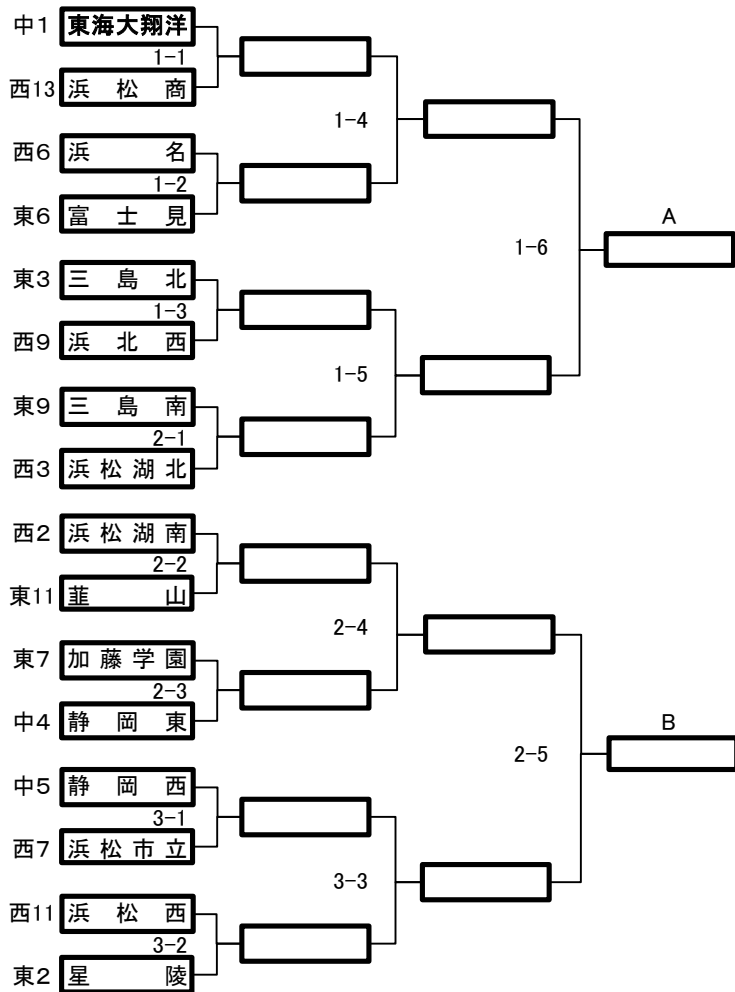 中1 東海大翔洋
1-1
西13 浜松商
1-4
西6 浜名
1-2
東6 富士見
A
1-6
東3 三島北
1-3
西9 浜北西
1-5
東9 三島南
2-1
西3 浜松湖北
西2 浜松湖南
2-2
東11 韮山
2-4
東7 加藤学園
2-3
中4 静岡東
B
2-5
中5 静岡西
3-1
西7 浜松市立
3-3
西11 浜松西
3-2
東2 星陵